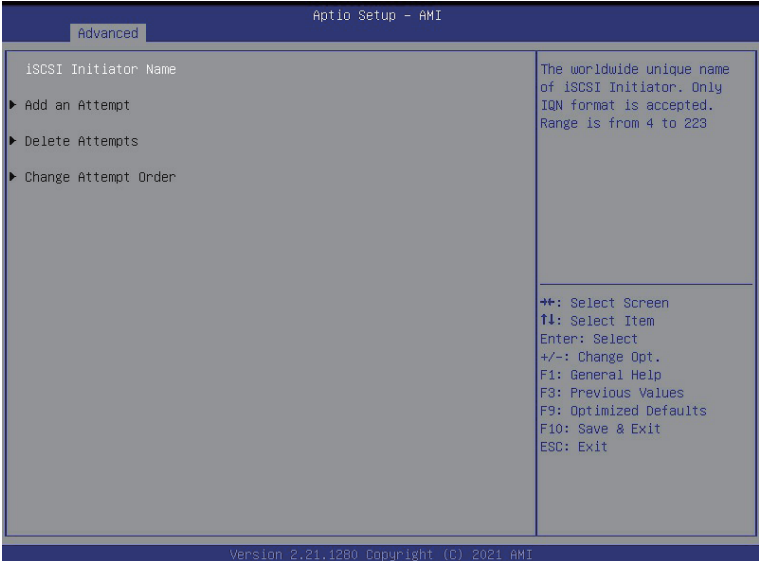 Aptio Setup - AMI
Advanced
iSCSI Initiator Name
▶ Add an Attempt
▶ Delete Attempts
▶ Change Attempt Order
The worldwide unique name
of iSCSI Initiator. Only
IQN format is accepted.
Range is from 4 to 223
→←: Select Screen
↑↓: Select Item
Enter: Select
+/-: Change Opt.
F1: General Help
F3: Previous Values
F9: Optimized Defaults
F10: Save & Exit
ESC: Exit
Version 2.21.1280 Copyright (C) 2021 AMI